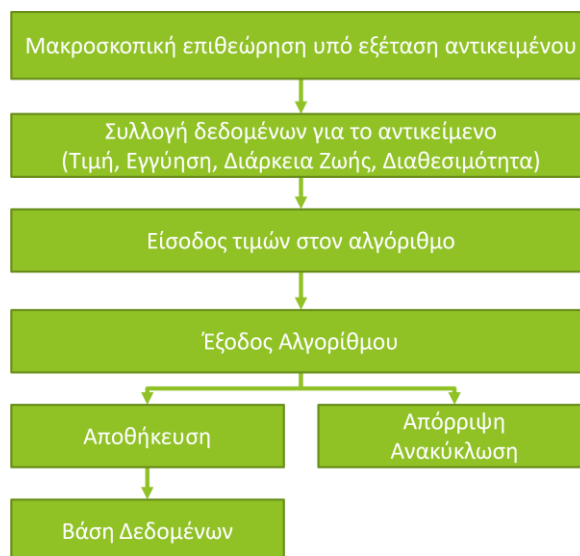 Μακροσκοπική επιθεώρηση υπό εξέταση αντικειμένου
Συλλογή δεδομένων για το αντικείμενο
(Τιμή, Εγγύηση, Διάρκεια Ζωής, Διαθεσιμότητα)
Είσοδος τιμών στον αλγόριθμο
Έξοδος Αλγορίθμου
Αποθήκευση
Απόρριψη
Ανακύκλωση
Βάση Δεδομένων